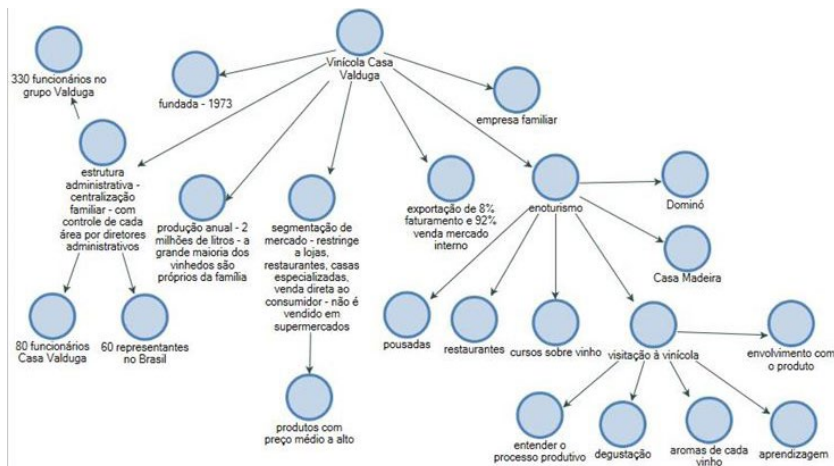 Vinícola Casa
Valduga
330 funcionários no
grupo Valduga
fundada - 1973
empresa familiar
estrutura
administrativa -
centralização
familiar - com
controle de cada
área por diretores
administrativos
produção anual - 2
milhões de litros - a
grande maioria dos
vinhedos são
próprios da família
segmentação de
mercado - restringe
a lojas,
restaurantes, casas
especializadas,
venda direta ao
consumidor - não é
vendido em
supermercados
exportação de 8%
faturamento e 92%
venda mercado
interno
enoturismo
Dominó
Casa Madeira
80 funcionários
Casa Valduga
60 representantes
no Brasil
produtos com
preço médio a alto
pousadas
restaurantes
cursos sobre vinho
visitação à vinícola
envolvimento com
o produto
entender o
processo produtivo
degustação
aromas de cada
vinho
aprendizagem